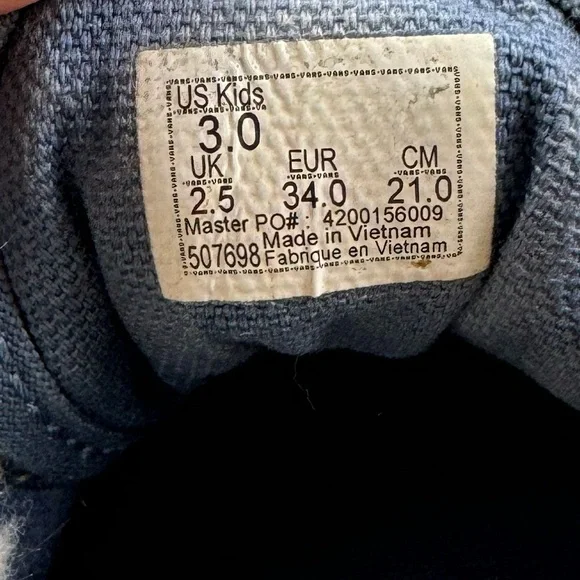 US Kids
3.0
UK EUR CM
2.5 34.0 21.0
Master PO# : 4200156009
Made in Vietnam
507698 Fabrique en Vietnam